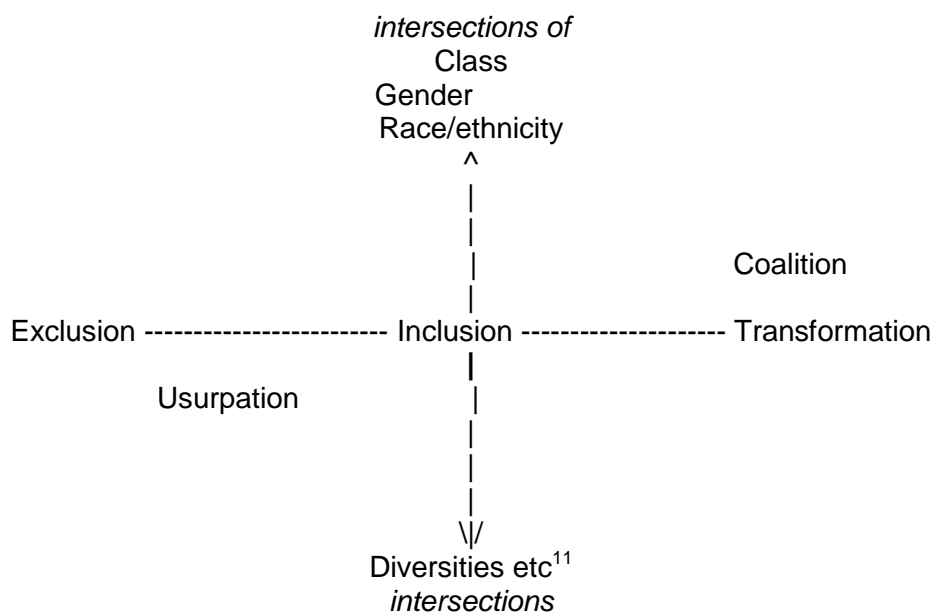 intersections of
Class
Gender
Race/ethnicity
^
|
|
|
Coalition
|
Exclusion ------------------------ Inclusion -------------------- Transformation
|
Usurpation |
|
|
|
\|/
Diversities etc11
intersections